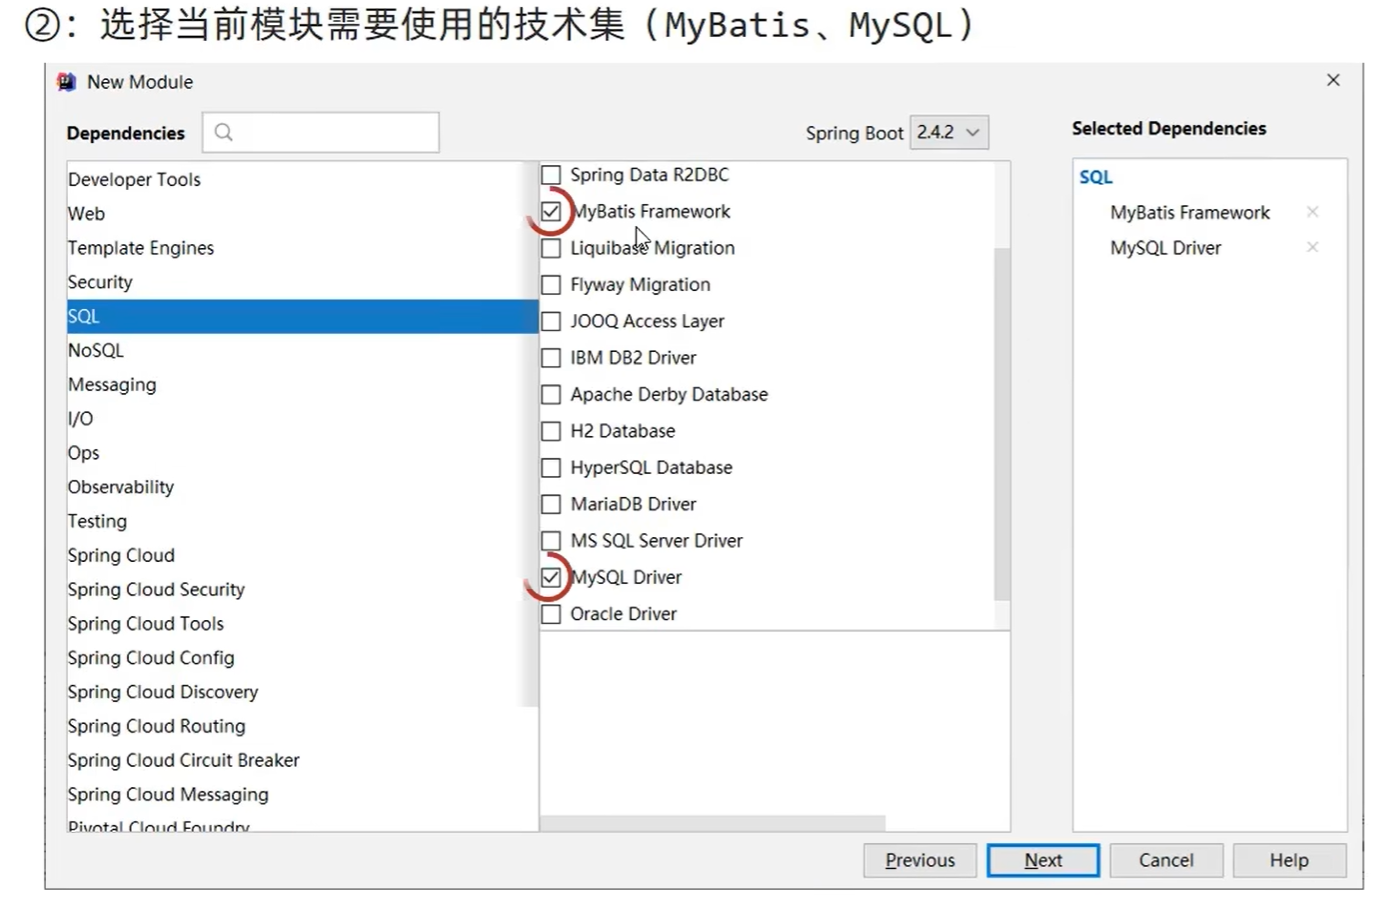 ②：选择当前模块需要使用的技术集（MyBatis、MySQL）
New Module
Dependencies
Spring Boot 2.4.2
Selected Dependencies
Developer Tools
Web
Template Engines
Security
SQL
NoSQL
Messaging
I/O
Ops
Observability
Testing
Spring Cloud
Spring Cloud Security
Spring Cloud Tools
Spring Cloud Config
Spring Cloud Discovery
Spring Cloud Routing
Spring Cloud Circuit Breaker
Spring Cloud Messaging
Pivotal Cloud Foundry
Spring Data R2DBC
MyBatis Framework
Liquibase Migration
Flyway Migration
JOOQ Access Layer
IBM DB2 Driver
Apache Derby Database
H2 Database
HyperSQL Database
MariaDB Driver
MS SQL Server Driver
MySQL Driver
Oracle Driver
SQL
MyBatis Framework
MySQL Driver
Previous
Next
Cancel
Help